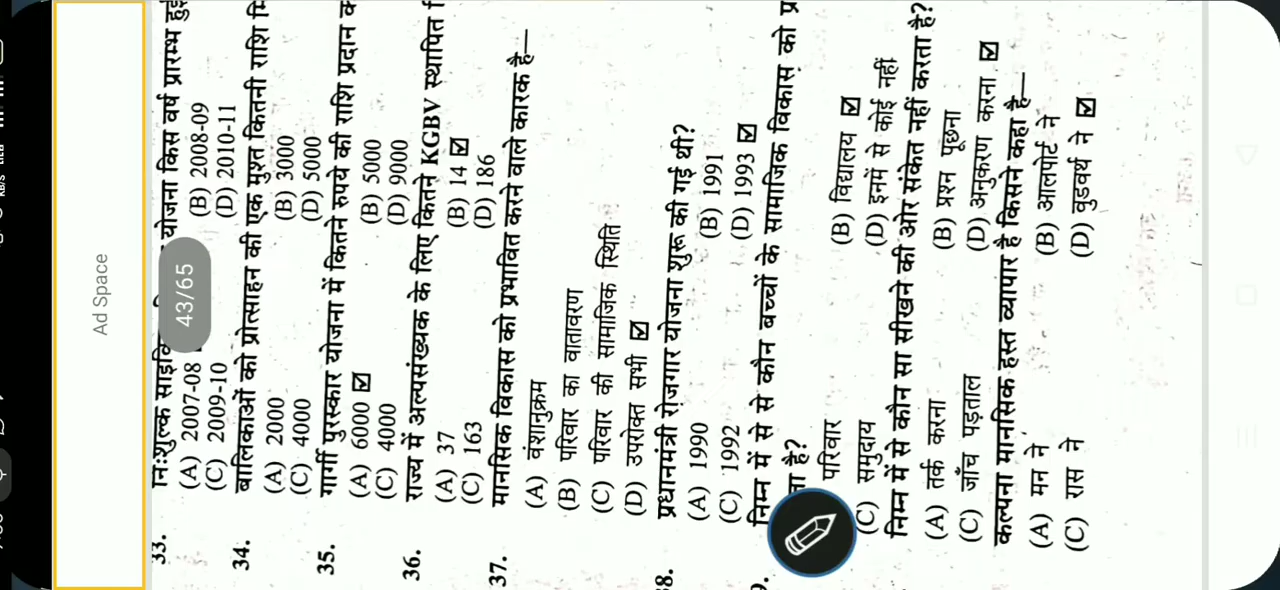 Ad Space
43/65
33. निःशुल्क योजना किस वर्ष प्रारम्भ
(A) 2007-08 (B) 2008-09
(C) 2009-10 (D) 2010-11
34. बालिकाओं को प्रोत्साहन की एक मुश्त कितनी राशि
(A) 2000 (B) 3000
(C) 4000 (D) 5000
35. गार्गी पुरस्कार योजना में कितने रुपये की राशि प्रदान
(A) 6000 ☑ (B) 5000
(C) 4000 (D) 9000
36. राज्य में अल्पसंख्यक के लिए कितने KGBV स्थापित
(A) 37 (B) 14 ☑
(C) 163 (D) 186
37. मानसिक विकास को प्रभावित करने वाले कारक है—
(A) वंशानुक्रम
(B) परिवार का वातावरण
(C) परिवार की सामाजिक स्थिति
(D) उपरोक्त सभी ☑
8. प्रधानमंत्री रोज़गार योजना शुरू की गई थी?
(A) 1990 (B) 1991
(C) 1992 (D) 1993 ☑
9. निम्न में से से कौन बच्चों के सामाजिक विकास को
है?
परिवार (B) विद्यालय ☑
(C) समुदाय (D) इनमें से कोई नहीं
निम्न में से कौन सा सीखने की ओर संकेत नहीं करता है?
(A) तर्क करना (B) प्रश्न पूछना
(C) जाँच पड़ताल (D) अनुकरण करना ☑
कल्पना मानसिक हस्त व्यापार है किसने कहा है—
(A) मन ने (B) आलपोर्ट ने
(C) रास ने (D) वुडवर्थ ने ☑